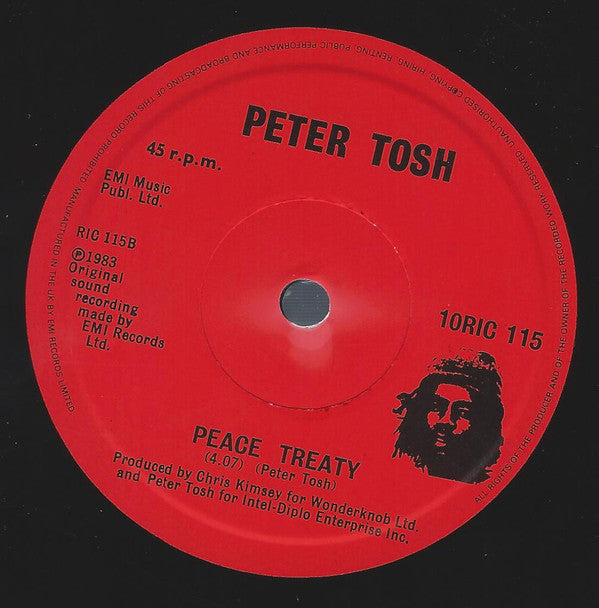 PETER TOSH
45 r.p.m.
EMI Music
Publ. Ltd.
RIC 115B
℗1983
Original
sound
recording
made by
EMI Records
Ltd.
10RIC 115
PEACE TREATY
(4.07) (Peter Tosh)
Produced by Chris Kimsey for Wonderknob Ltd.
and Peter Tosh for Intel-Diplo Enterprise Inc.
ALL RIGHTS OF THE PRODUCER AND OF THE OWNER OF THE RECORDED WORK RESERVED. UNAUTHORISED COPYING, HIRING, RENTING, PUBLIC PERFORMANCE AND BROADCASTING OF THIS RECORD PROHIBITED. MANUFACTURED IN THE UK BY EMI RECORDS LIMITED